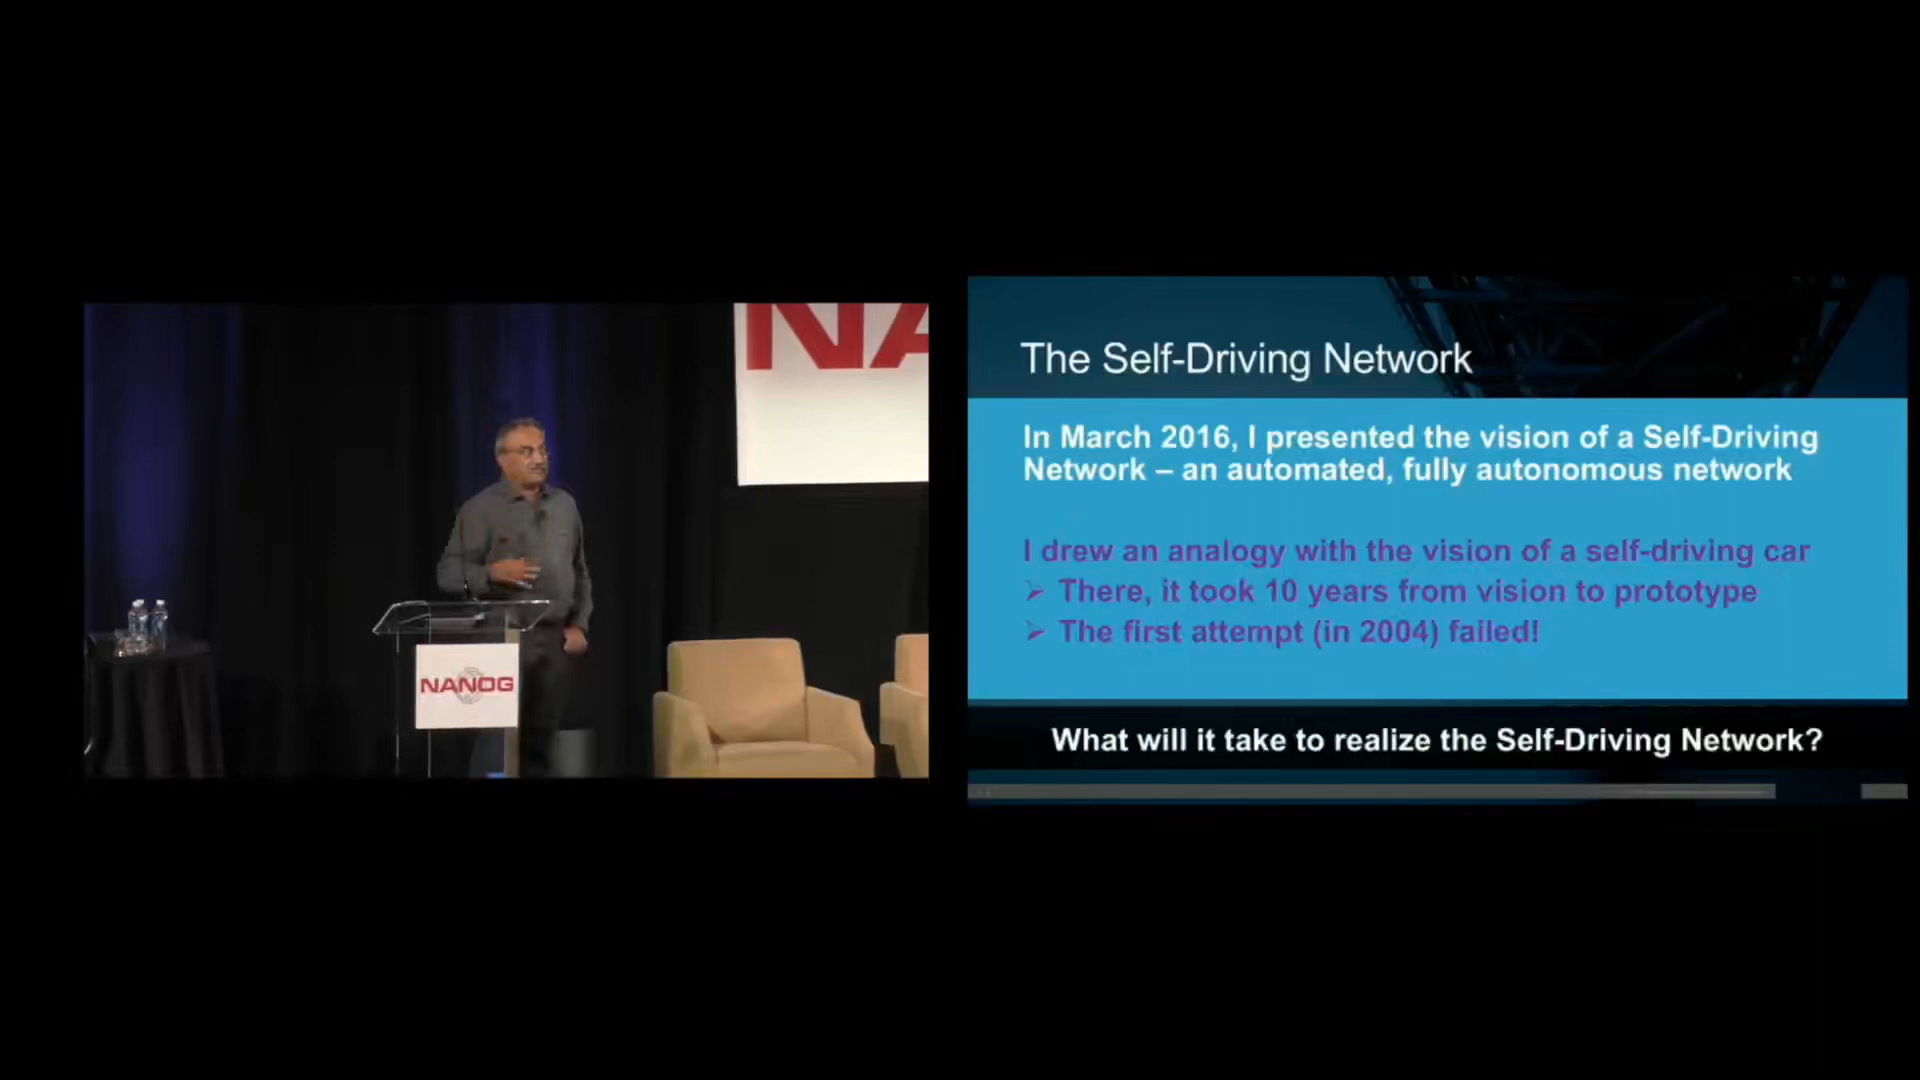 NA
NANOG
The Self-Driving Network
In March 2016, I presented the vision of a Self-Driving
Network – an automated, fully autonomous network
I drew an analogy with the vision of a self-driving car
➢ There, it took 10 years from vision to prototype
➢ The first attempt (in 2004) failed!
What will it take to realize the Self-Driving Network?